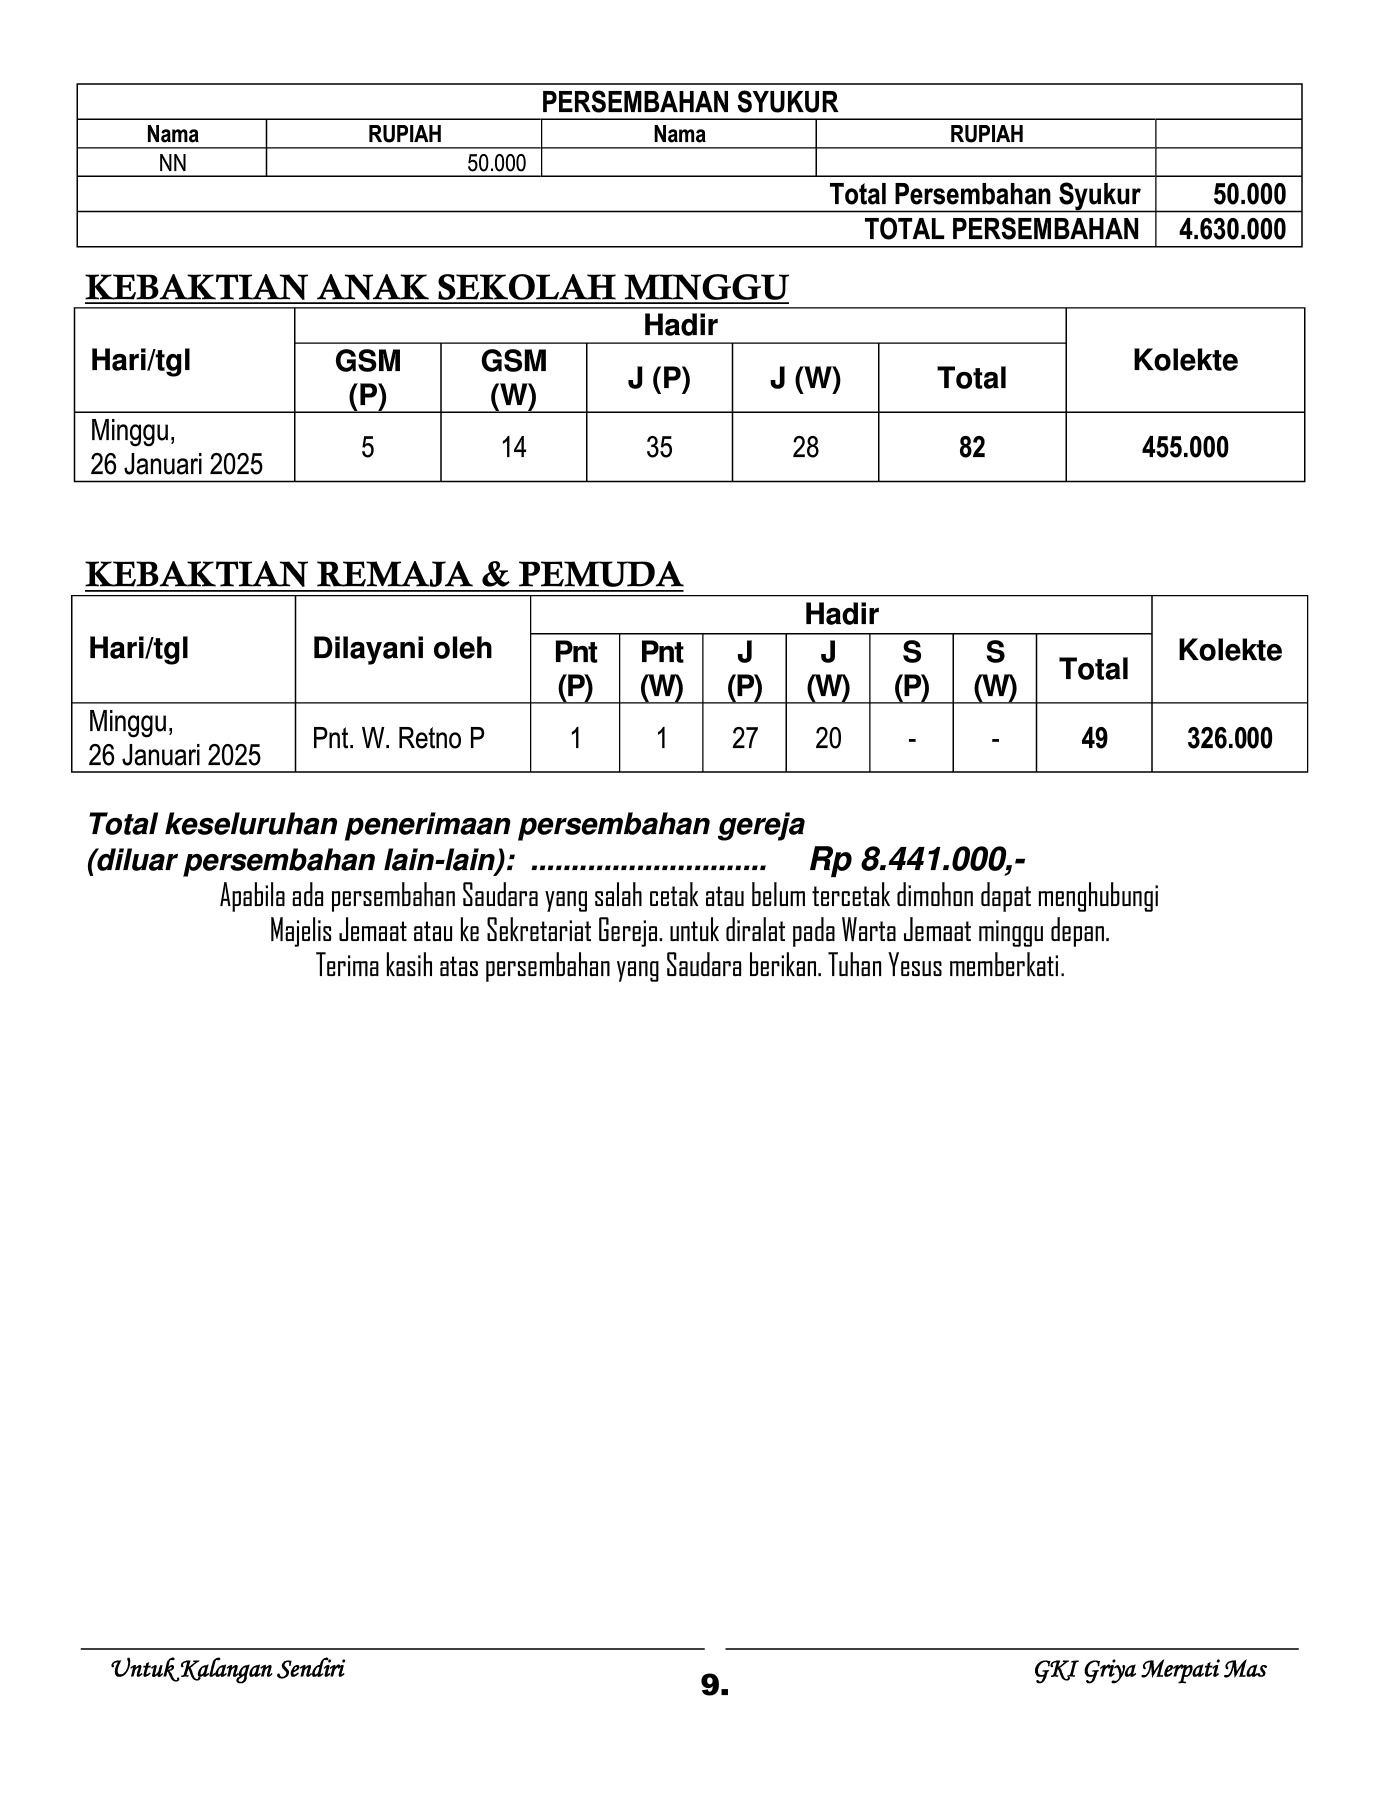 PERSEMBAHAN SYUKUR
Nama RUPIAH Nama RUPIAH
NN 50.000
Total Persembahan Syukur 50.000
TOTAL PERSEMBAHAN 4.630.000
KEBAKTIAN ANAK SEKOLAH MINGGU
Hari/tgl Hadir Kolekte
GSM (P) GSM (W) J (P) J (W) Total
Minggu,
26 Januari 2025 5 14 35 28 82 455.000
KEBAKTIAN REMAJA & PEMUDA
Hari/tgl Dilayani oleh Hadir Kolekte
Pnt (P) Pnt (W) J (P) J (W) S (P) S (W) Total
Minggu,
26 Januari 2025 Pnt. W. Retno P 1 1 27 20 - - 49 326.000
Total keseluruhan penerimaan persembahan gereja
(diluar persembahan lain-lain): ............................. Rp 8.441.000,-
Apabila ada persembahan Saudara yang salah cetak atau belum tercetak dimohon dapat menghubungi
Majelis Jemaat atau ke Sekretariat Gereja. untuk diralat pada Warta Jemaat minggu depan.
Terima kasih atas persembahan yang Saudara berikan. Tuhan Yesus memberkati.
Untuk Kalangan Sendiri
9.
GKI Griya Merpati Mas